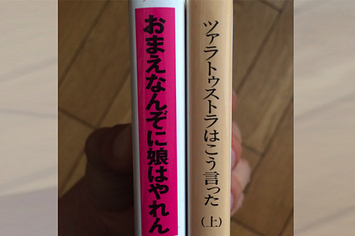 おまえなんぞに娘はやれん
ツァラトゥストラはこう言った
(上)